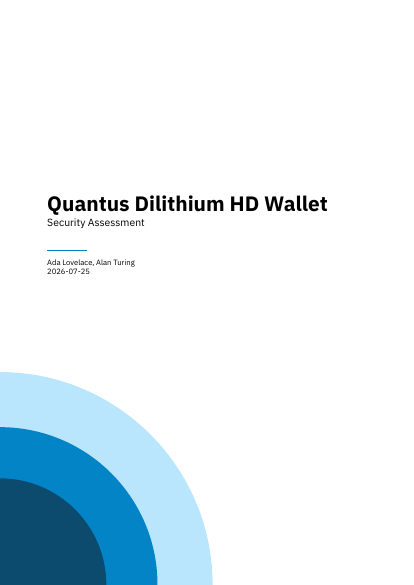 Quantus Dilithium HD Wallet
Security Assessment
Ada Lovelace, Alan Turing
2026-07-25